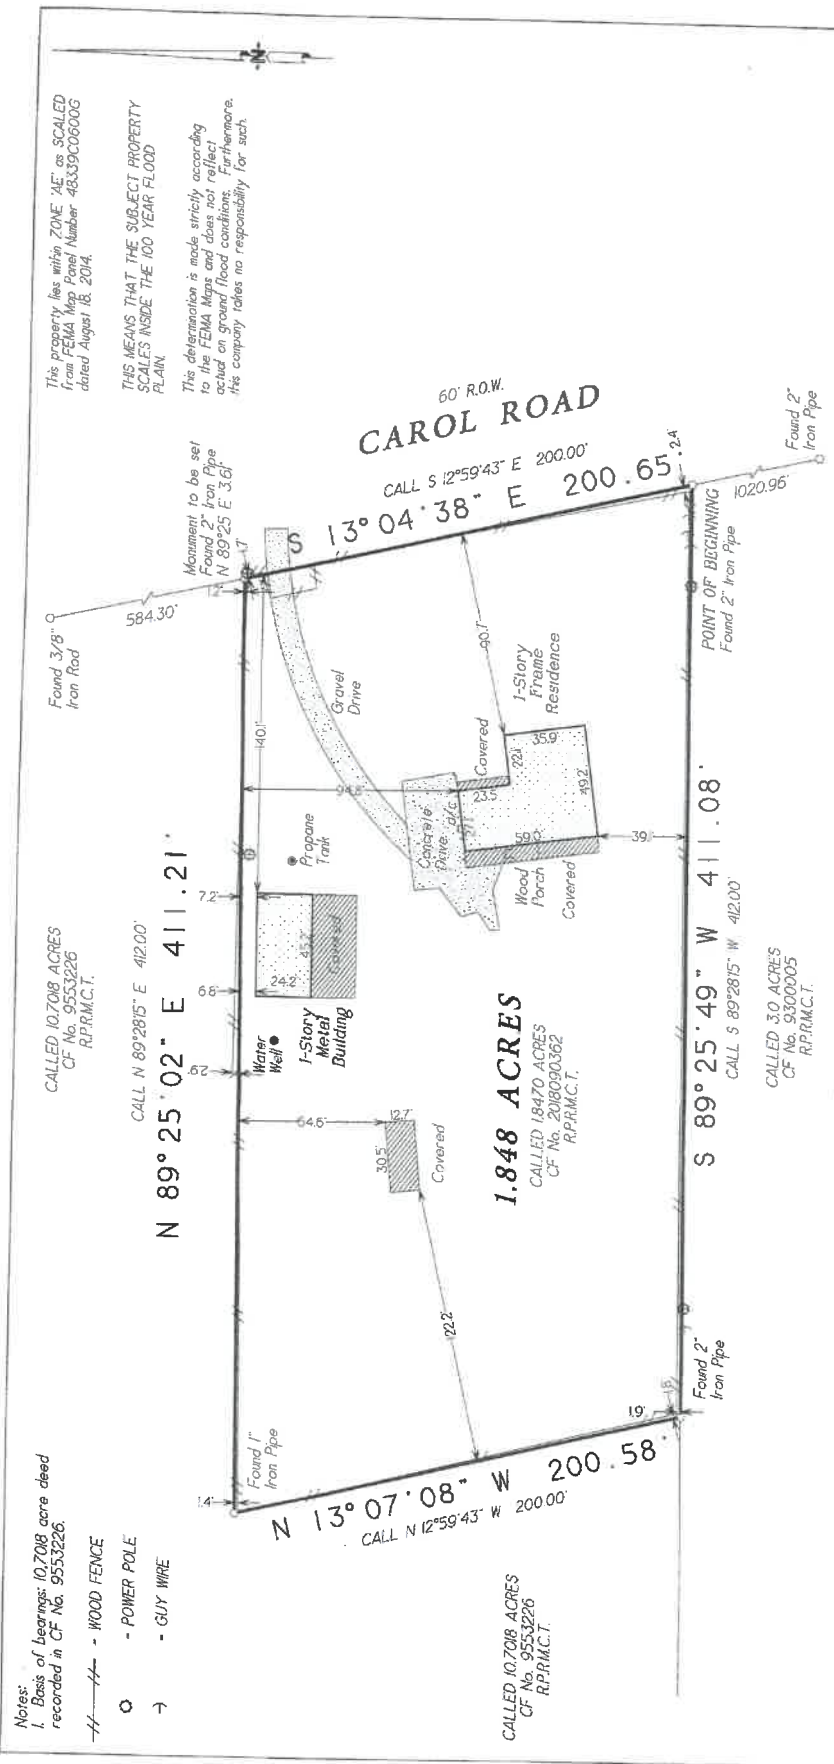 Notes:
1. Basis of bearings: 10.7018 acre deed
recorded in CF No. 9553226.
- WOOD FENCE
- POWER POLE
- GUY WIRE
CALLED 10.7018 ACRES
CF No. 9553226
R.P.R.M.C.T.
CALL N 89°28'15" E 412.00'
N 89°25'02" E 411.21'
Found 3/8"
Iron Rod
584.30'
Monument to be set
Found 2" Iron Pipe
N 89°25 E 3.61'
This property lies within ZONE 'AE' as SCALED
from FEMA Map Panel Number 48339C0600G
dated August 18, 2014.
THIS MEANS THAT THE SUBJECT PROPERTY
SCALES INSIDE THE 100 YEAR FLOOD
PLAIN.
This determination is made strictly according
to the FEMA Maps and does not reflect
actual on ground flood conditions. Furthermore,
this company takes no responsibility for such.
N
60' R.O.W.
CAROL ROAD
CALL S 12°59'43" E 200.00'
S 13°04'38" E 200.65'
2.4'
1020.96'
Found 2"
Iron Pipe
POINT OF BEGINNING
Found 2" Iron Pipe
1.4'
Found 1"
Iron Pipe
.62'
6.8'
7.2'
1.2'
140.1'
Water
Well
1-Story
Metal
Building
24.2'
45.2'
Covered
Propane
Tank
Gravel
Drive
94.8'
64.6'
12.7'
30.5'
Covered
22.2'
Concrete
Drive
a/c
Covered
23.5'
22.1'
35.9'
49.2'
59.0'
Wood
Porch
Covered
1-Story
Frame
Residence
90.1'
39.1'
1.848 ACRES
CALLED 1.8470 ACRES
CF No. 2018090362
R.P.R.M.C.T.
N 13°07'08" W 200.58'
CALL N 12°59'43" W 200.00'
1.9'
1.8'
Found 2"
Iron Pipe
S 89°25'49" W 411.08'
CALL S 89°28'15" W 412.00'
CALLED 3.0 ACRES
CF No. 9300005
R.P.R.M.C.T.
CALLED 10.7018 ACRES
CF No. 9553226
R.P.R.M.C.T.